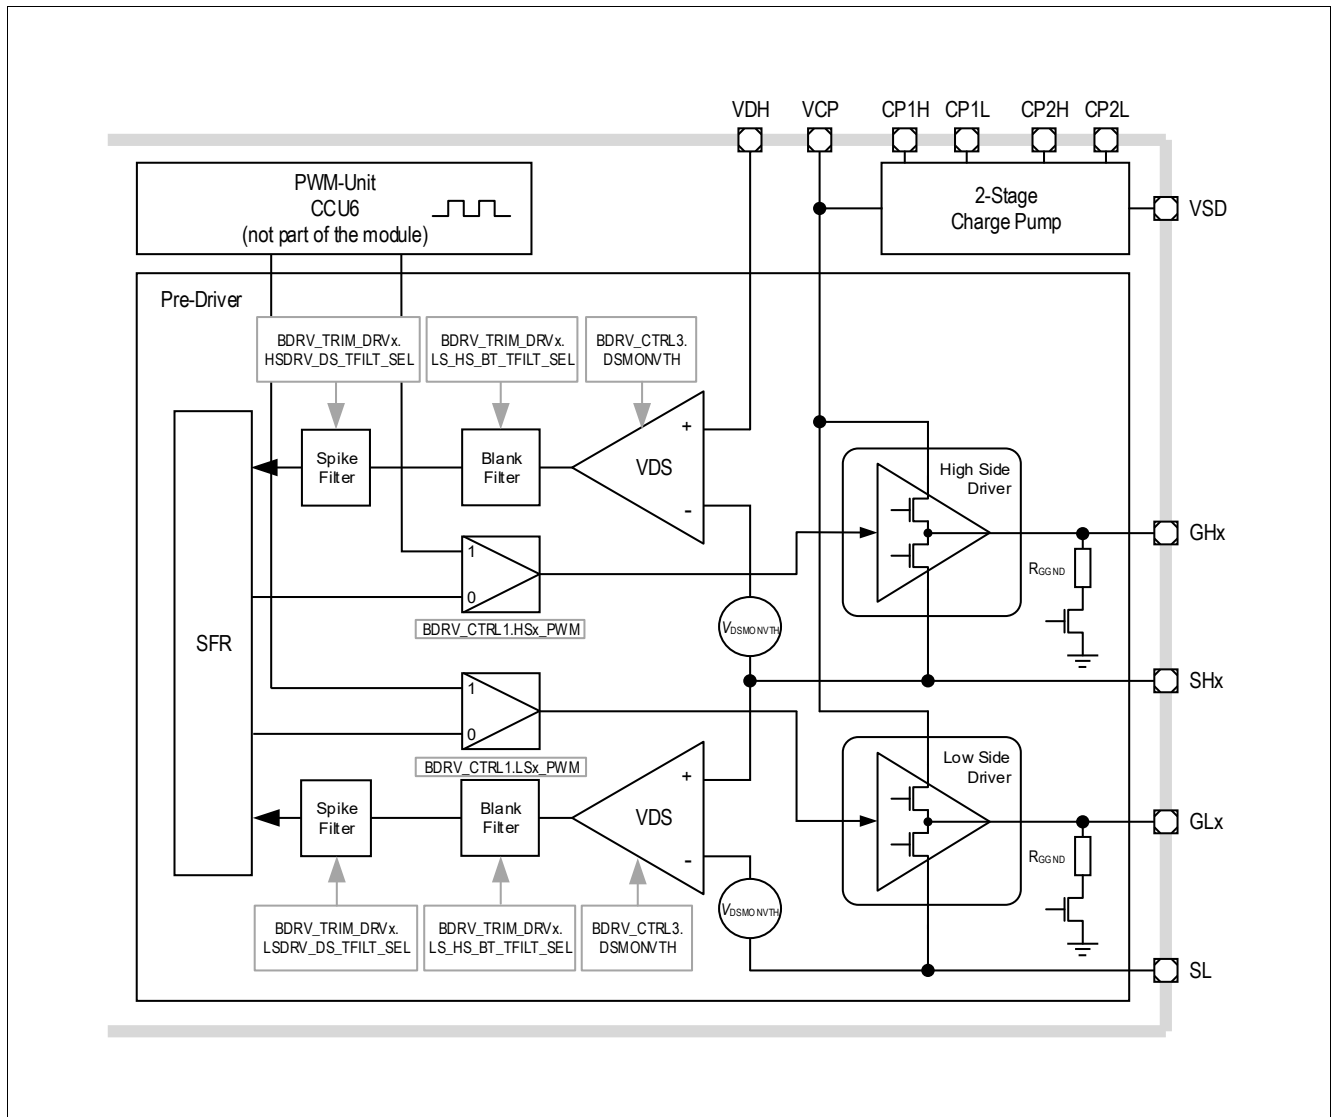 VDH
VCP
CP1H
CP1L
CP2H
CP2L
PWM-Unit
CCU6
(not part of the module)
2-Stage
Charge Pump
VSD
Pre-Driver
BDRV_TRIM_DRVx.
HSDRV_DS_TFILT_SEL
BDRV_TRIM_DRVx.
LS_HS_BT_TFILT_SEL
BDRV_CTRL3.
DSMONVTH
Spike
Filter
Blank
Filter
VDS
+
-
High Side
Driver
GHx
RGGND
1
0
BDRV_CTRL1.HSx_PWM
VDSMONVTH
SFR
SHx
1
0
BDRV_CTRL1.LSx_PWM
Low Side
Driver
Spike
Filter
Blank
Filter
VDS
+
-
GLx
RGGND
VDSMONVTH
BDRV_TRIM_DRVx.
LSDRV_DS_TFILT_SEL
BDRV_TRIM_DRVx.
LS_HS_BT_TFILT_SEL
BDRV_CTRL3.
DSMONVTH
SL